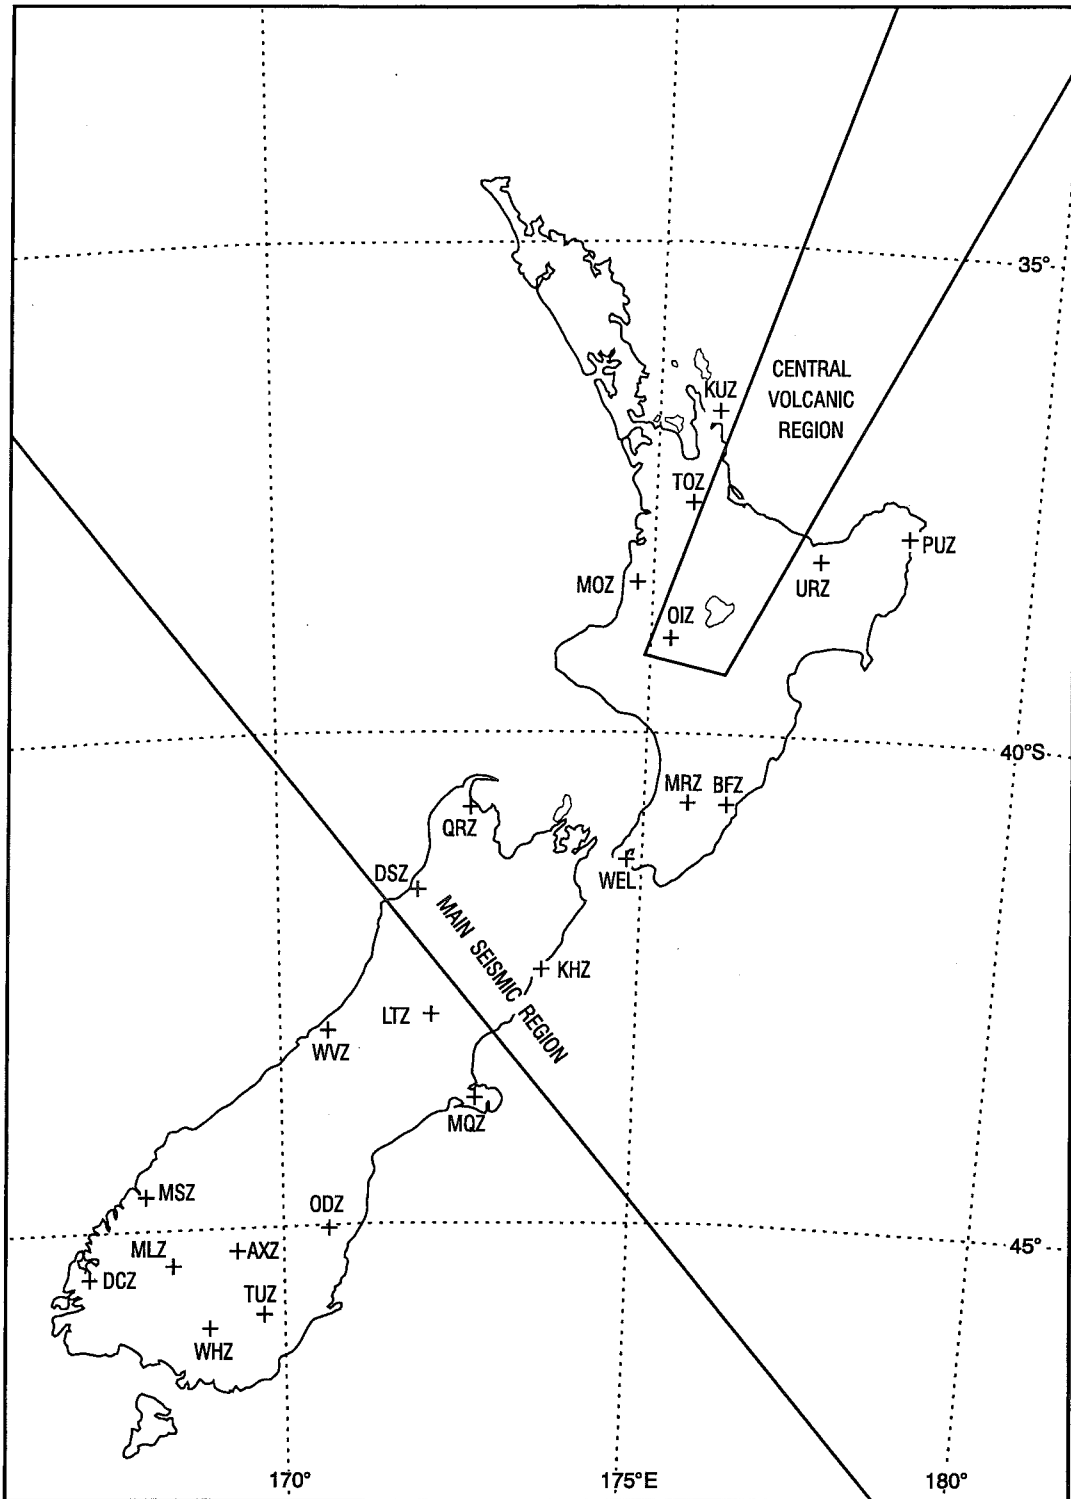 35°
CENTRAL
VOLCANIC
REGION
KUZ
TOZ
PUZ
MOZ
URZ
OIZ
40°S
MRZ
BFZ
QRZ
DSZ
WEL
MAIN SEISMIC REGION
KHZ
LTZ
WVZ
MQZ
MSZ
ODZ
MLZ
AXZ
45°
DCZ
TUZ
WHZ
170°
175°E
180°